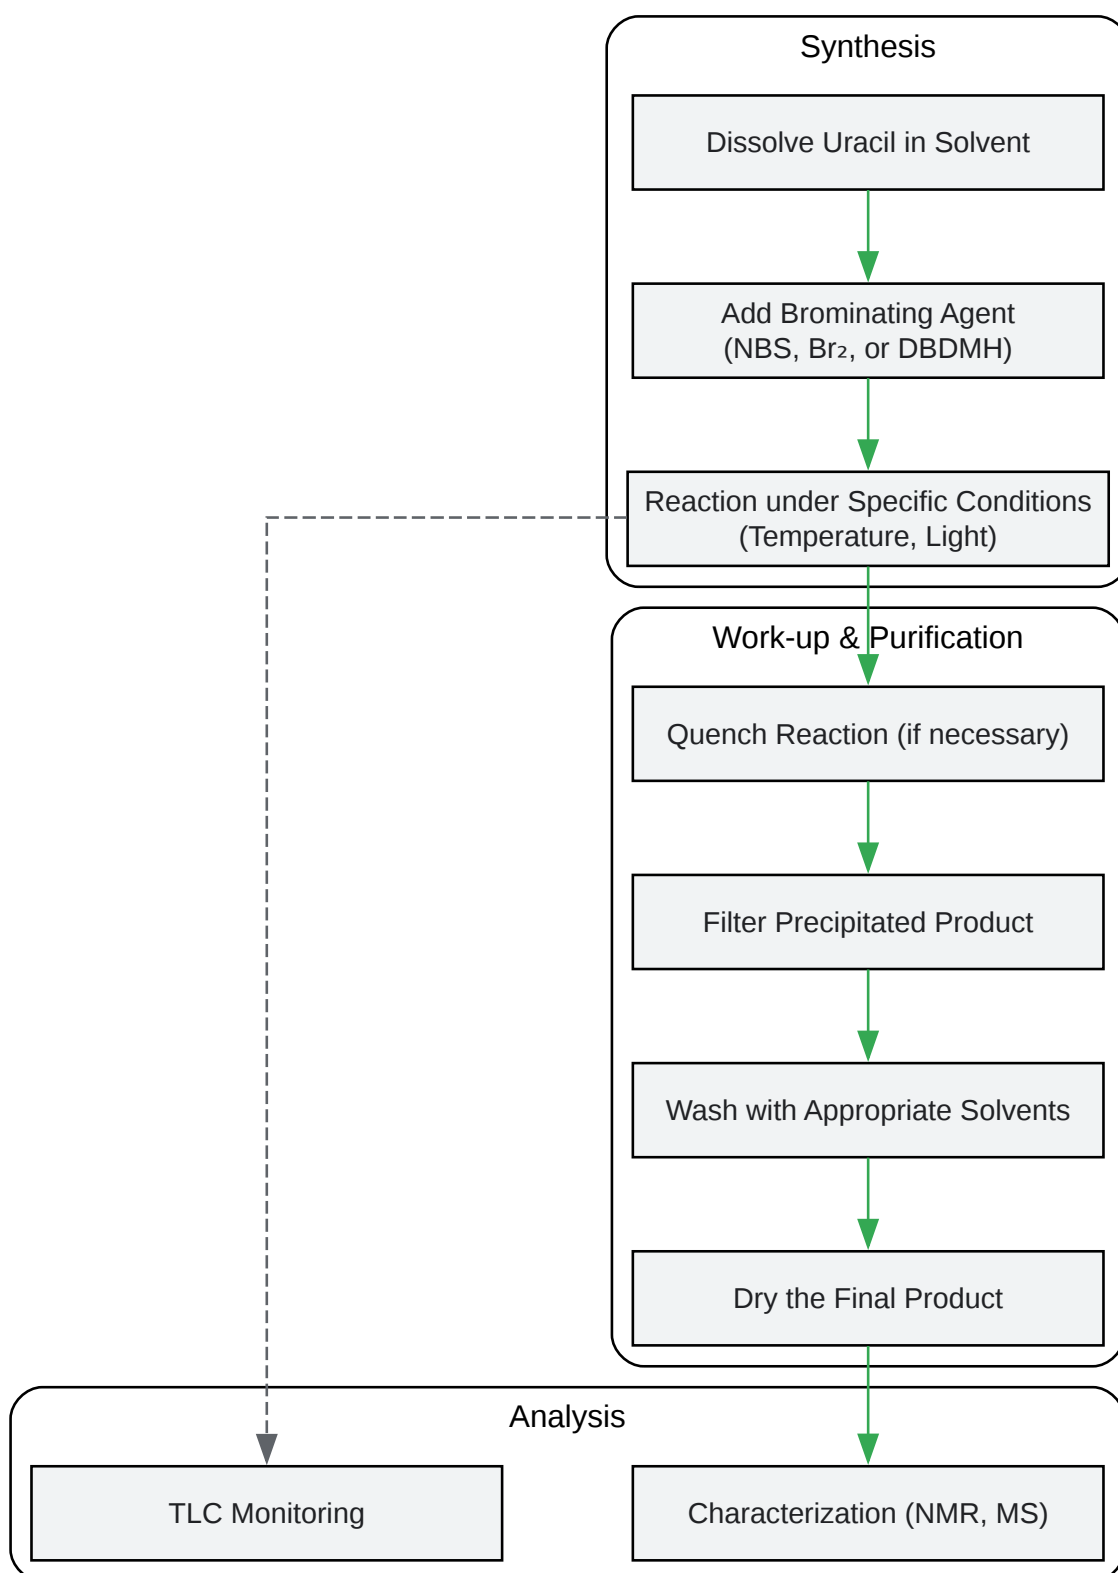 Synthesis
Dissolve Uracil in Solvent
Add Brominating Agent
(NBS, Br₂, or DBDMH)
Reaction under Specific Conditions
(Temperature, Light)
Work-up & Purification
Quench Reaction (if necessary)
Filter Precipitated Product
Wash with Appropriate Solvents
Dry the Final Product
Analysis
TLC Monitoring
Characterization (NMR, MS)